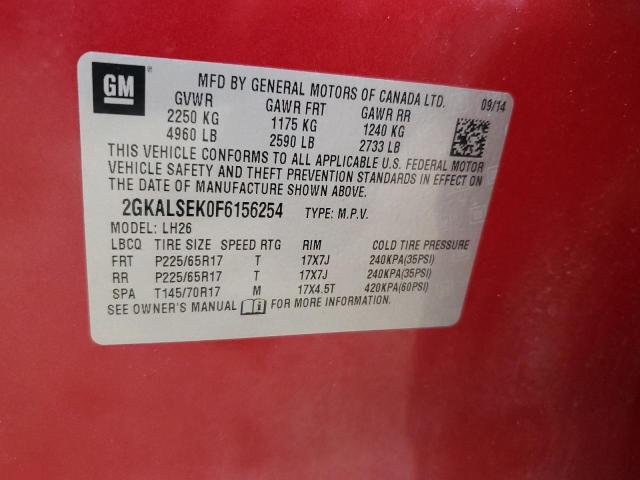 GM
MFD BY GENERAL MOTORS OF CANADA LTD.
09/14
GVWR GAWR FRT GAWR RR
2250 KG 1175 KG 1240 KG
4960 LB 2590 LB 2733 LB
THIS VEHICLE CONFORMS TO ALL APPLICABLE U.S. FEDERAL MOTOR
VEHICLE SAFETY AND THEFT PREVENTION STANDARDS IN EFFECT ON
THE DATE OF MANUFACTURE SHOWN ABOVE.
2GKALSEK0F6156254 TYPE: M.P.V.
MODEL: LH26
LBCQ TIRE SIZE SPEED RTG RIM COLD TIRE PRESSURE
FRT P225/65R17 T 17X7J 240KPA(35PSI)
RR P225/65R17 T 17X7J 240KPA(35PSI)
SPA T145/70R17 M 17X4.5T 420KPA(60PSI)
SEE OWNER'S MANUAL FOR MORE INFORMATION.